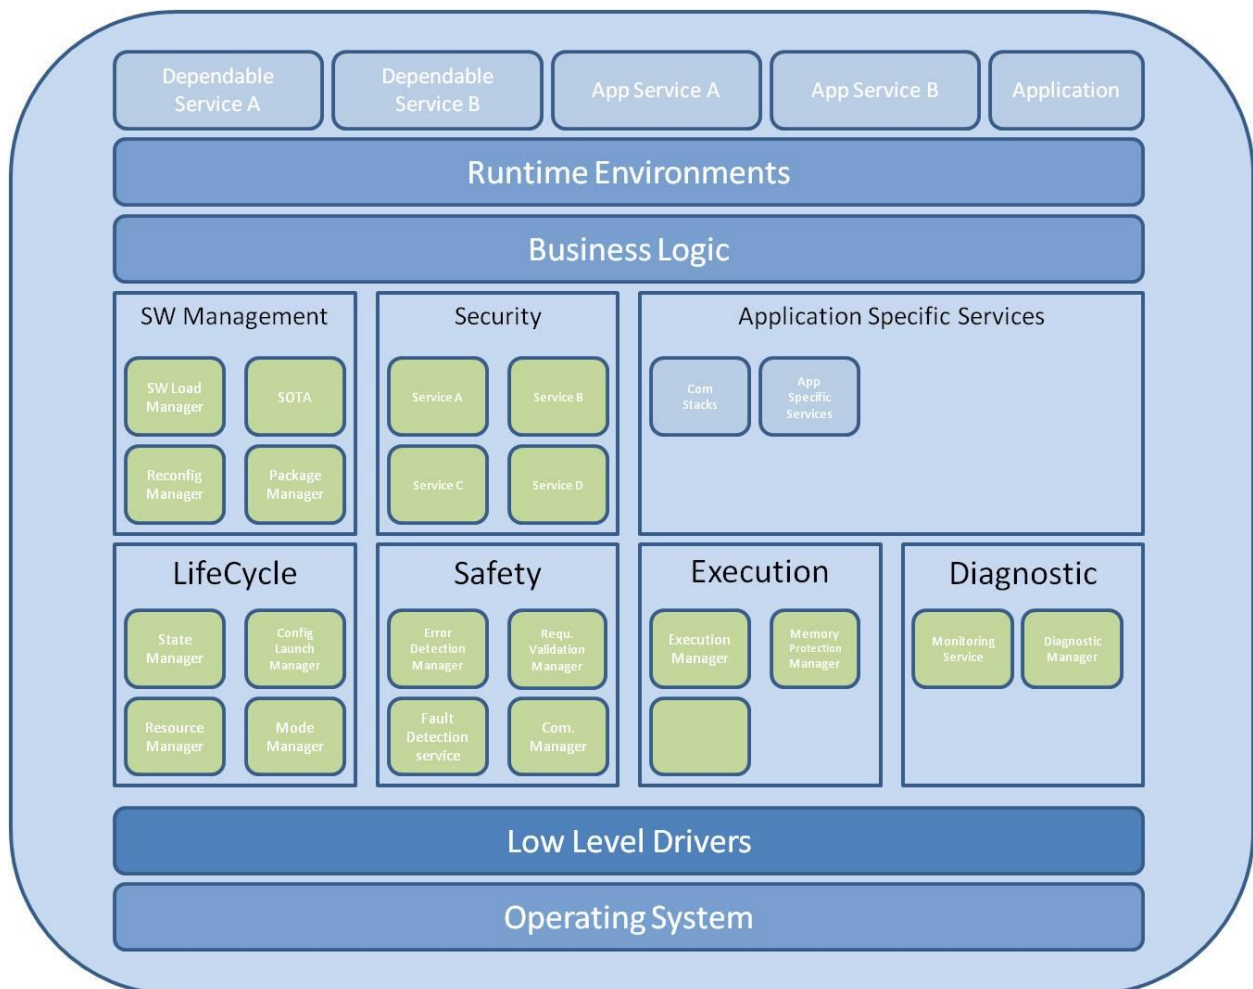 Dependable
Service A
Dependable
Service B
App Service A
App Service B
Application
Runtime Environments
Business Logic
SW Management
SW Load
Manager
SOTA
Reconfig
Manager
Package
Manager
Security
Service A
Service B
Service C
Service D
Application Specific Services
Com
Stacks
App
Specific
Services
LifeCycle
State
Manager
Config
Launch
Manager
Resource
Manager
Mode
Manager
Safety
Error
Detection
Manager
Requ.
Validation
Manager
Fault
Detection
service
Com.
Manager
Execution
Execution
Manager
Memory
Protection
Manager
Diagnostic
Monitoring
Service
Diagnostic
Manager
Low Level Drivers
Operating System